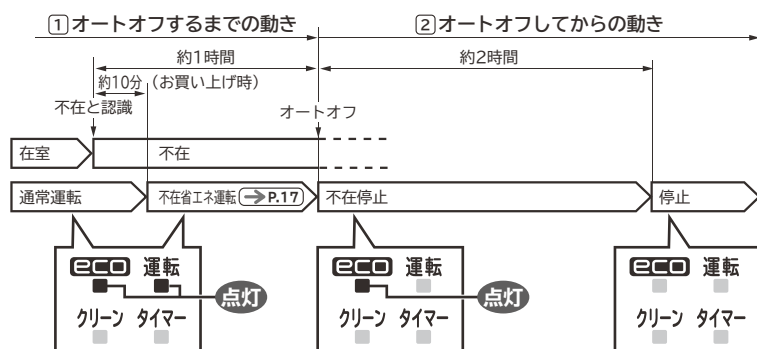 1 オートオフするまでの動き
2 オートオフしてからの動き
約1時間
約2時間
約10分（お買い上げ時）
不在と認識
オートオフ
在室
不在
通常運転
不在省エネ運転 → P.17
不在停止
停止
eco 運転
点灯
クリーン タイマー
eco 運転
点灯
クリーン タイマー
eco 運転
クリーン タイマー